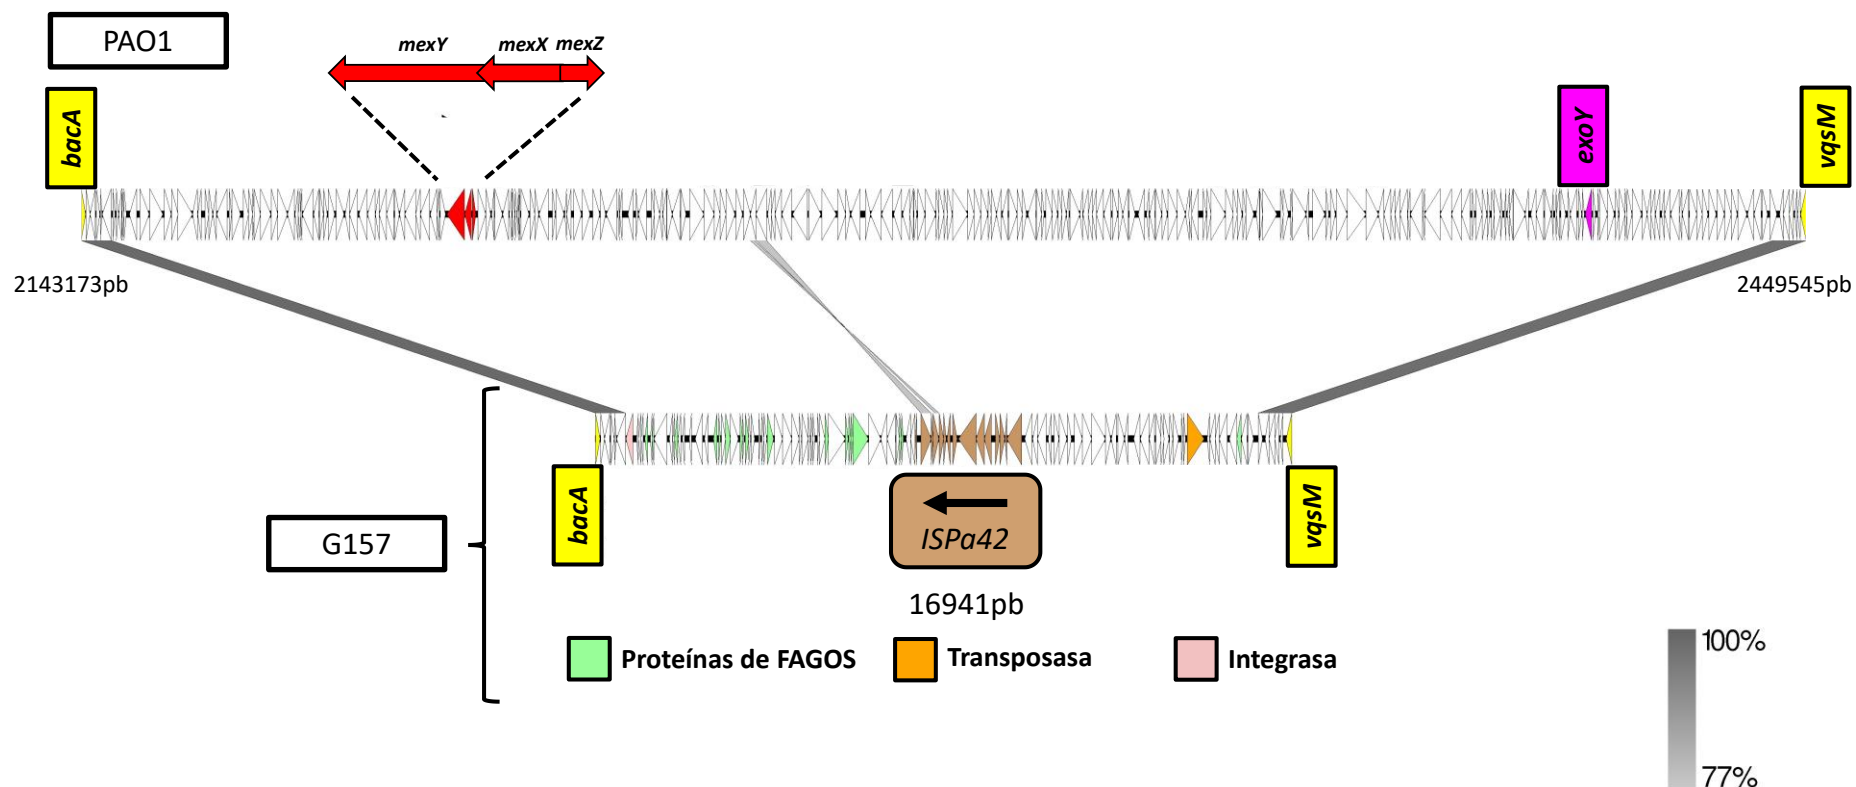 PAO1
mexY mexX mexZ
bacA
exoY
vqsM
2143173pb
2449545pb
bacA
ISPa42
vqsM
G157
16941pb
Proteínas de FAGOS
Transposasa
Integrasa
100%
77%